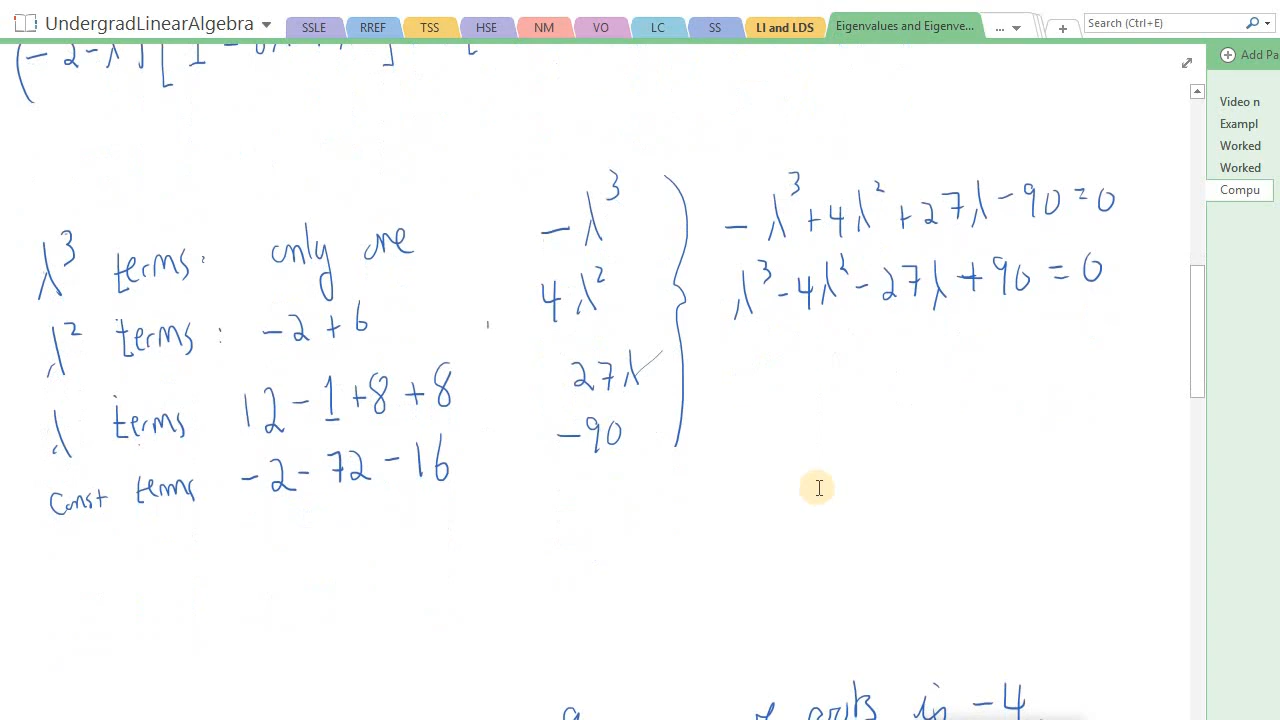 UndergradLinearAlgebra SSLE RREF TSS HSE NM VO LC SS LI and LDS Eigenvalues and Eigenve... ... Search (Ctrl+E)
Add Pa
Video n
Exampl
Worked
Worked
Compu
λ³ terms: only one -λ³
λ² terms: -2+6 4λ²
λ terms 12-1+8+8 27λ
Const terms -2-72-16 -90
-λ³+4λ²+27λ-90=0
λ³-4λ²-27λ+90=0
in -4